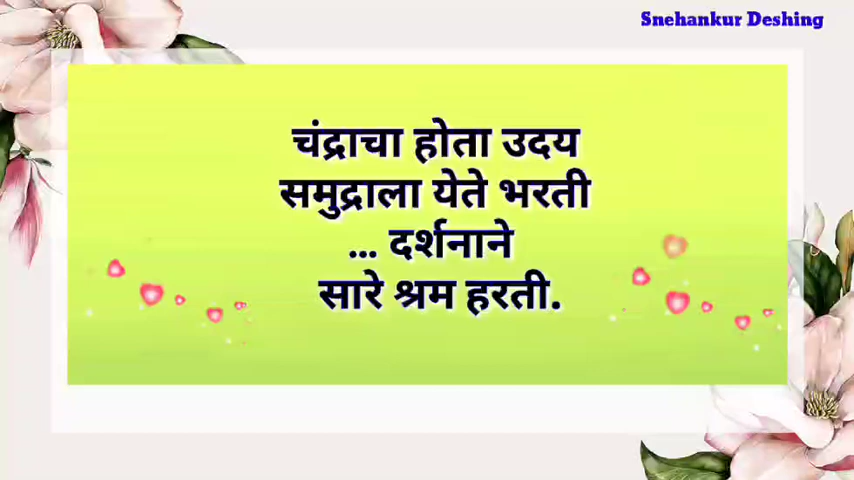 Snehankur Deshing
चंद्राचा होता उदय
समुद्राला येते भरती
... दर्शनाने
सारे श्रम हरती.